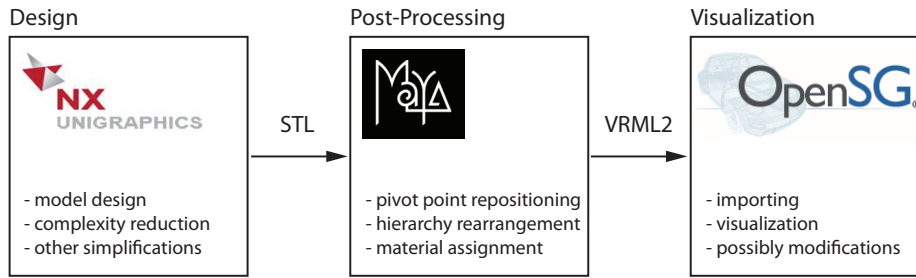 Design
NX
UNIGRAPHICS
- model design
- complexity reduction
- other simplifications
STL
Post-Processing
MAYA
- pivot point repositioning
- hierarchy rearrangement
- material assignment
VRML2
Visualization
OpenSG
- importing
- visualization
- possibly modifications